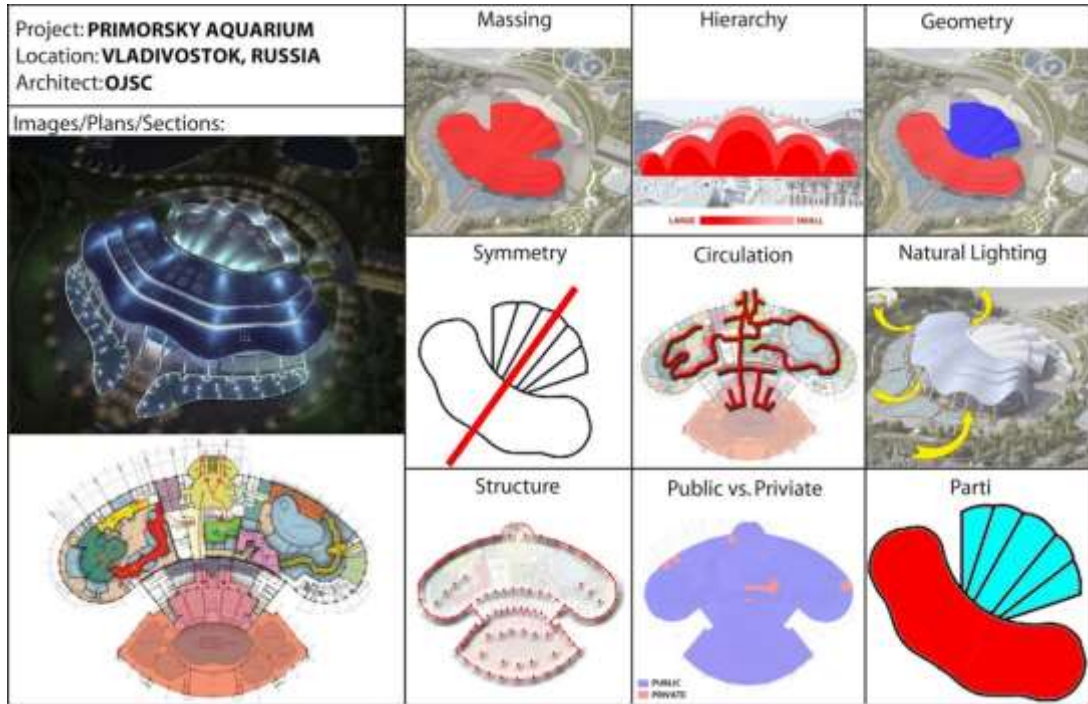 Project: PRIMORSKY AQUARIUM
Location: VLADIVOSTOK, RUSSIA
Architect: OJSC
Images/Plans/Sections:
Massing
Hierarchy
Geometry
LARGE SMALL
Symmetry
Circulation
Natural Lighting
Structure
Public vs. Priviate
Parti
PUBLIC
PRIVATE